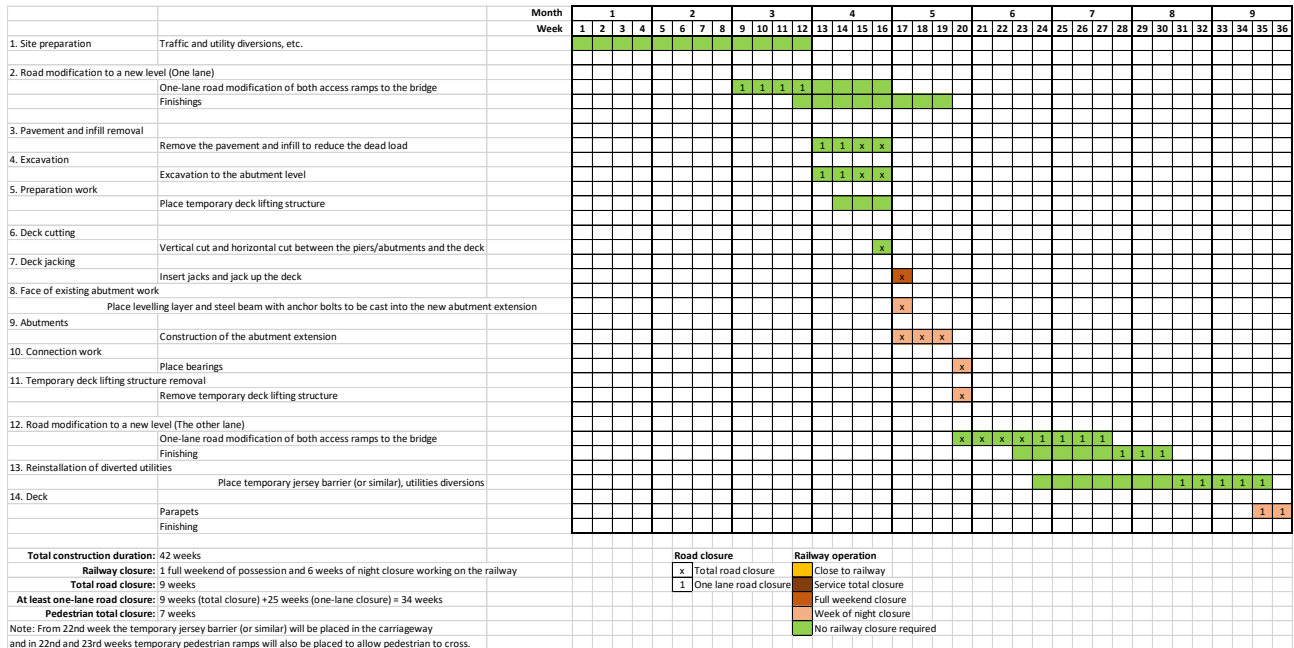 Month 1 2 3 4 5 6 7 8 9
Week 1 2 3 4 5 6 7 8 9 10 11 12 13 14 15 16 17 18 19 20 21 22 23 24 25 26 27 28 29 30 31 32 33 34 35 36
1. Site preparation Traffic and utility diversions, etc.
2. Road modification to a new level (One lane)
One-lane road modification of both access ramps to the bridge 1 1 1 1
Finishings
3. Pavement and infill removal
Remove the pavement and infill to reduce the dead load 1 1 x x
4. Excavation
Excavation to the abutment level 1 1 x x
5. Preparation work
Place temporary deck lifting structure
6. Deck cutting
Vertical cut and horizontal cut between the piers/abutments and the deck x
7. Deck jacking
Insert jacks and jack up the deck x
8. Face of existing abutment work
Place levelling layer and steel beam with anchor bolts to be cast into the new abutment extension x
9. Abutments
Construction of the abutment extension x x x
10. Connection work
Place bearings x
11. Temporary deck lifting structure removal
Remove temporary deck lifting structure x
12. Road modification to a new level (The other lane)
One-lane road modification of both access ramps to the bridge x x x x 1 1 1 1
Finishing 1 1 1
13. Reinstallation of diverted utilities
Place temporary jersey barrier (or similar), utilities diversions 1 1 1 1 1
14. Deck
Parapets 1 1
Finishing
Total construction duration: 42 weeks Road closure Railway operation
Railway closure: 1 full weekend of possession and 6 weeks of night closure working on the railway x Total road closure Close to railway
Total road closure: 9 weeks 1 One lane road closure Service total closure
At least one-lane road closure: 9 weeks (total closure) +25 weeks (one-lane closure) = 34 weeks Full weekend closure
Pedestrian total closure: 7 weeks Week of night closure
Note: From 22nd week the temporary jersey barrier (or similar) will be placed in the carriageway No railway closure required
and in 22nd and 23rd weeks temporary pedestrian ramps will also be placed to allow pedestrian to cross.